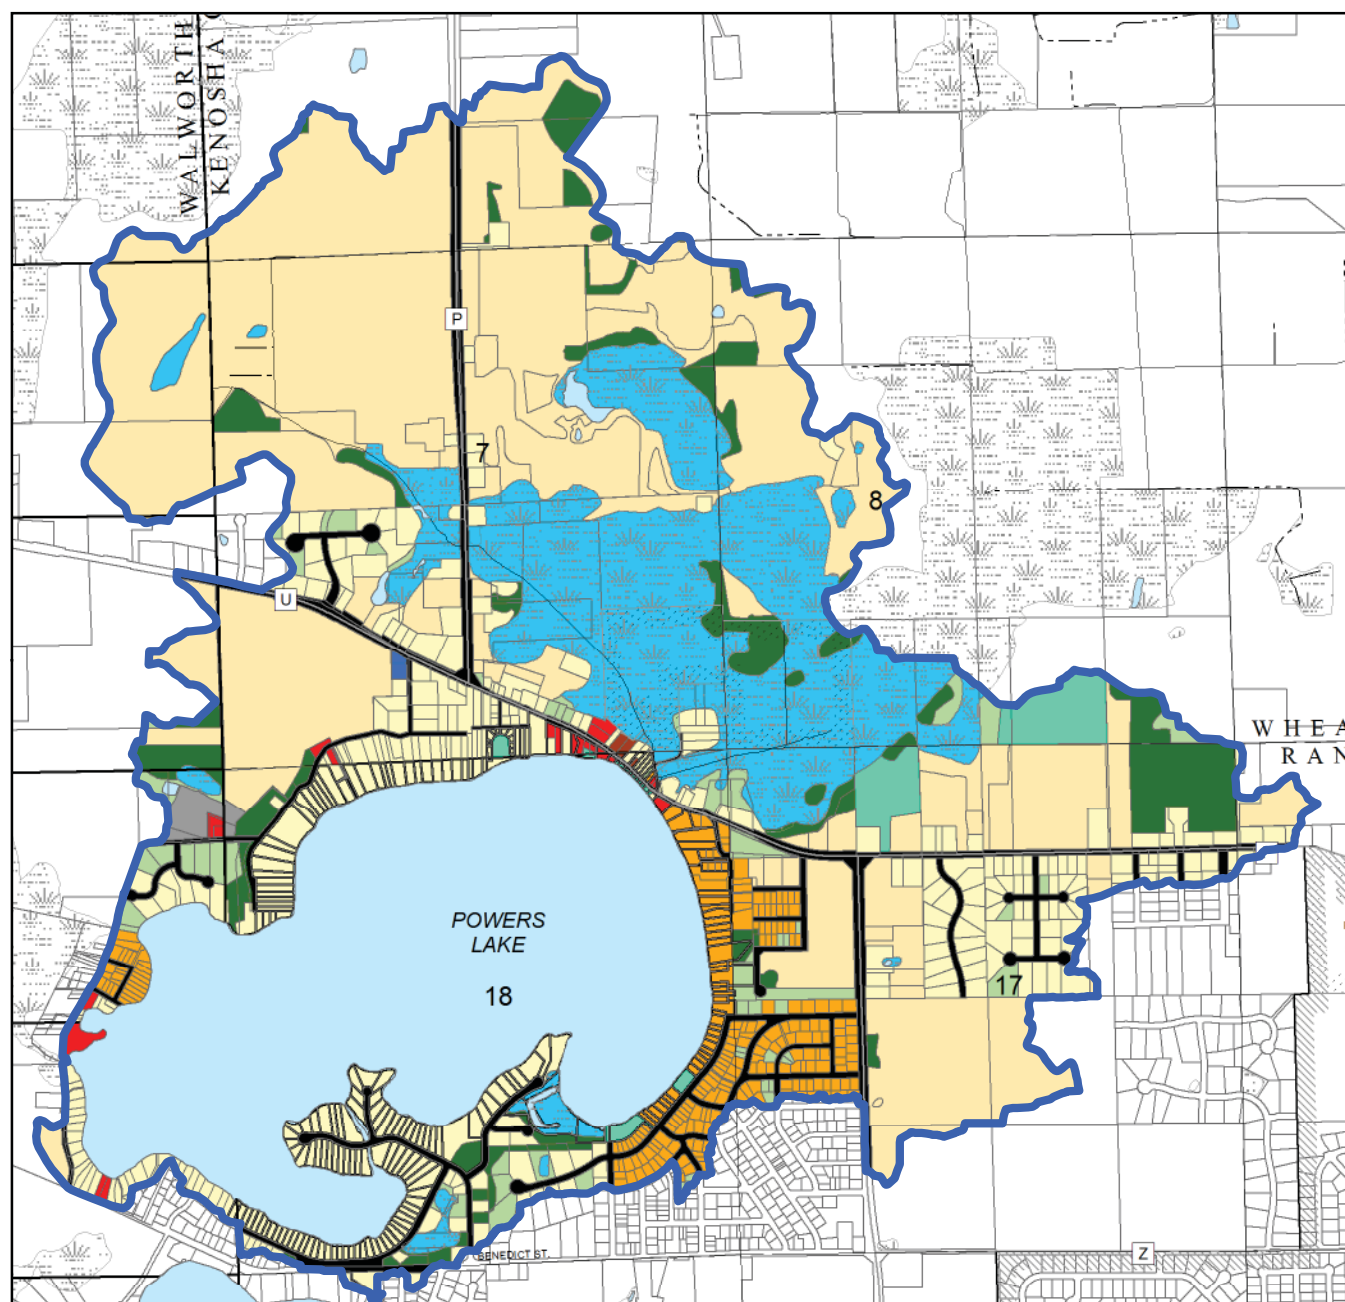 WALWORTH
KENOSHA
P
7
8
U
WHEA
RAN
POWERS
LAKE
18
17
BENEDICT ST.
Z